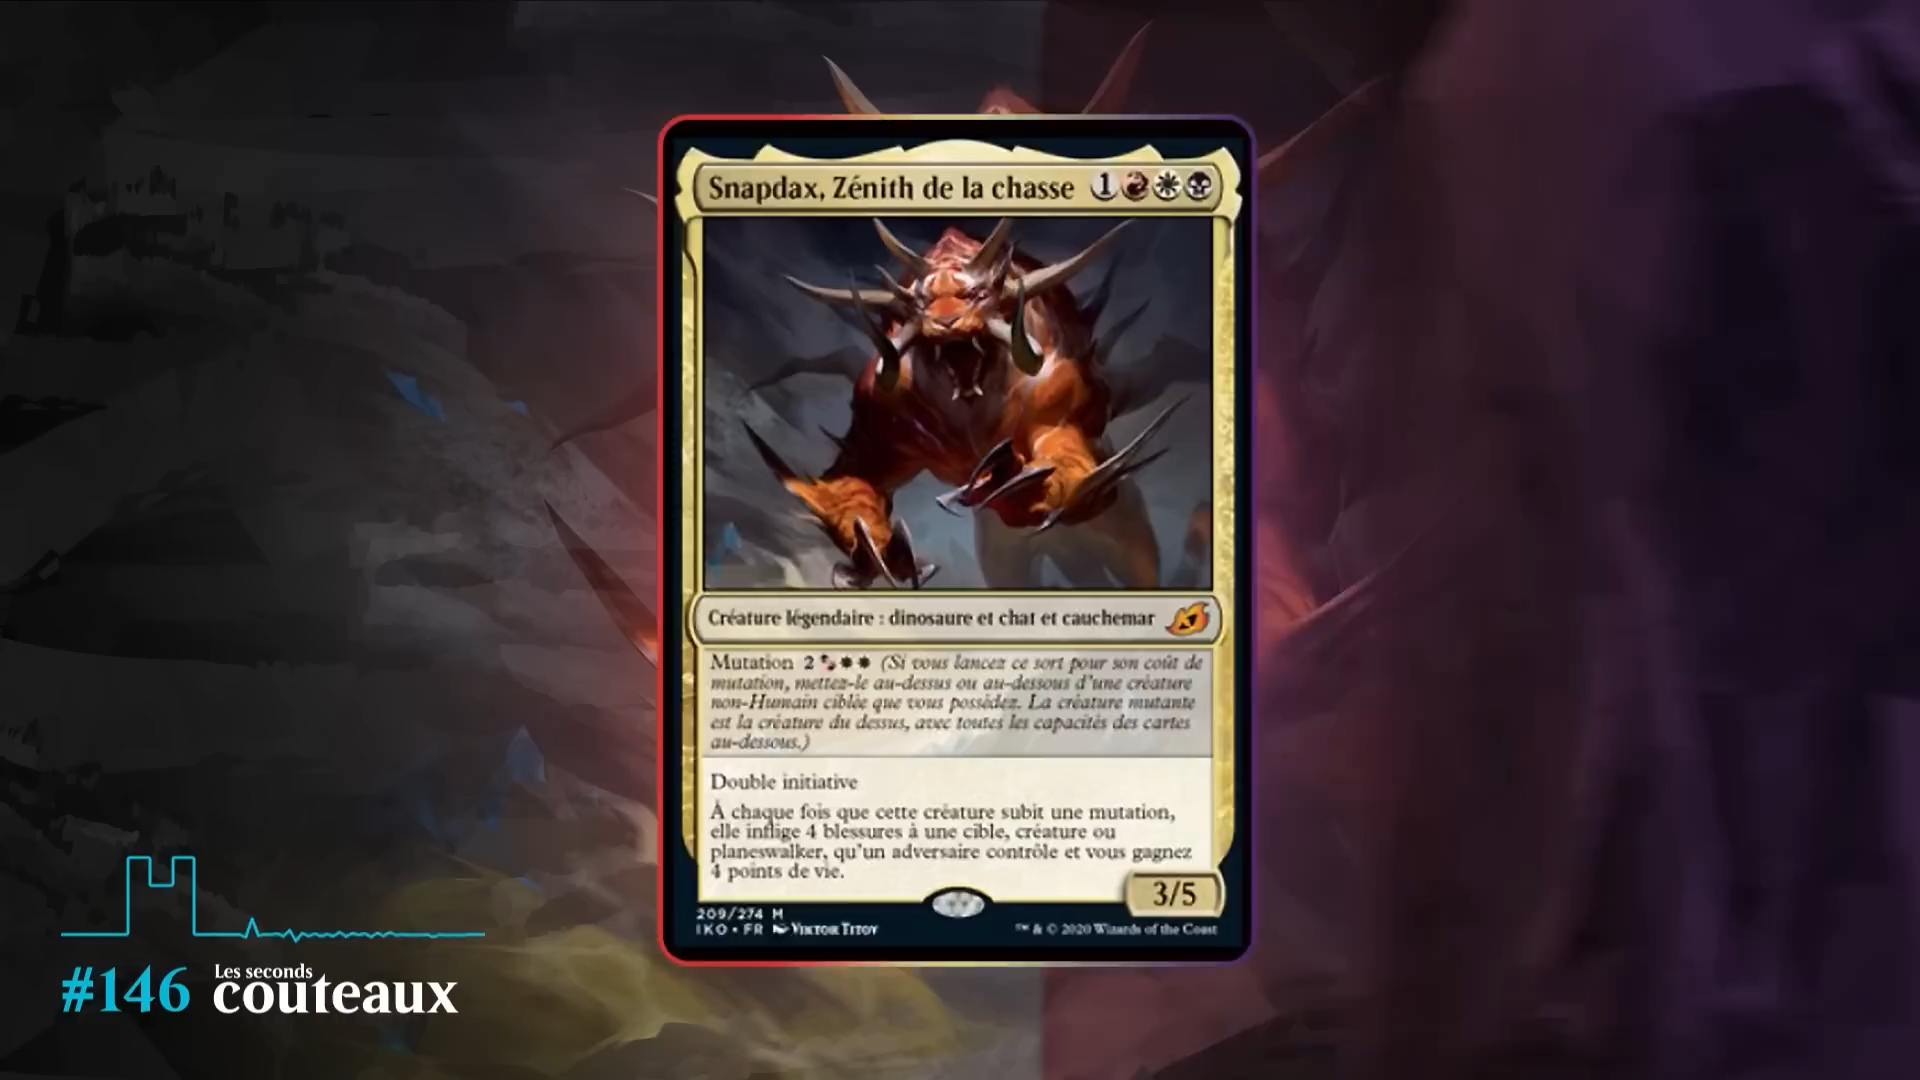 Snapdax, Zénith de la chasse 1
Créature légendaire : dinosaure et chat et cauchemar
Mutation 2 (Si vous lancez ce sort pour son coût de
mutation, mettez-le au-dessus ou au-dessous d'une créature
non-Humain ciblée que vous possédez. La créature mutante
est la créature du dessus, avec toutes les capacités des cartes
au-dessous.)
Double initiative
À chaque fois que cette créature subit une mutation,
elle inflige 4 blessures à une cible, créature ou
planeswalker, qu'un adversaire contrôle et vous gagnez
4 points de vie.
3/5
209/274 M
IKO • FR Viktor Titov
™ & © 2020 Wizards of the Coast
#146 Les seconds
couteaux